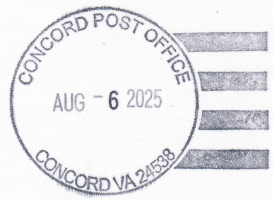 CONCORD POST OFFICE
AUG - 6 2025
CONCORD VA 24538